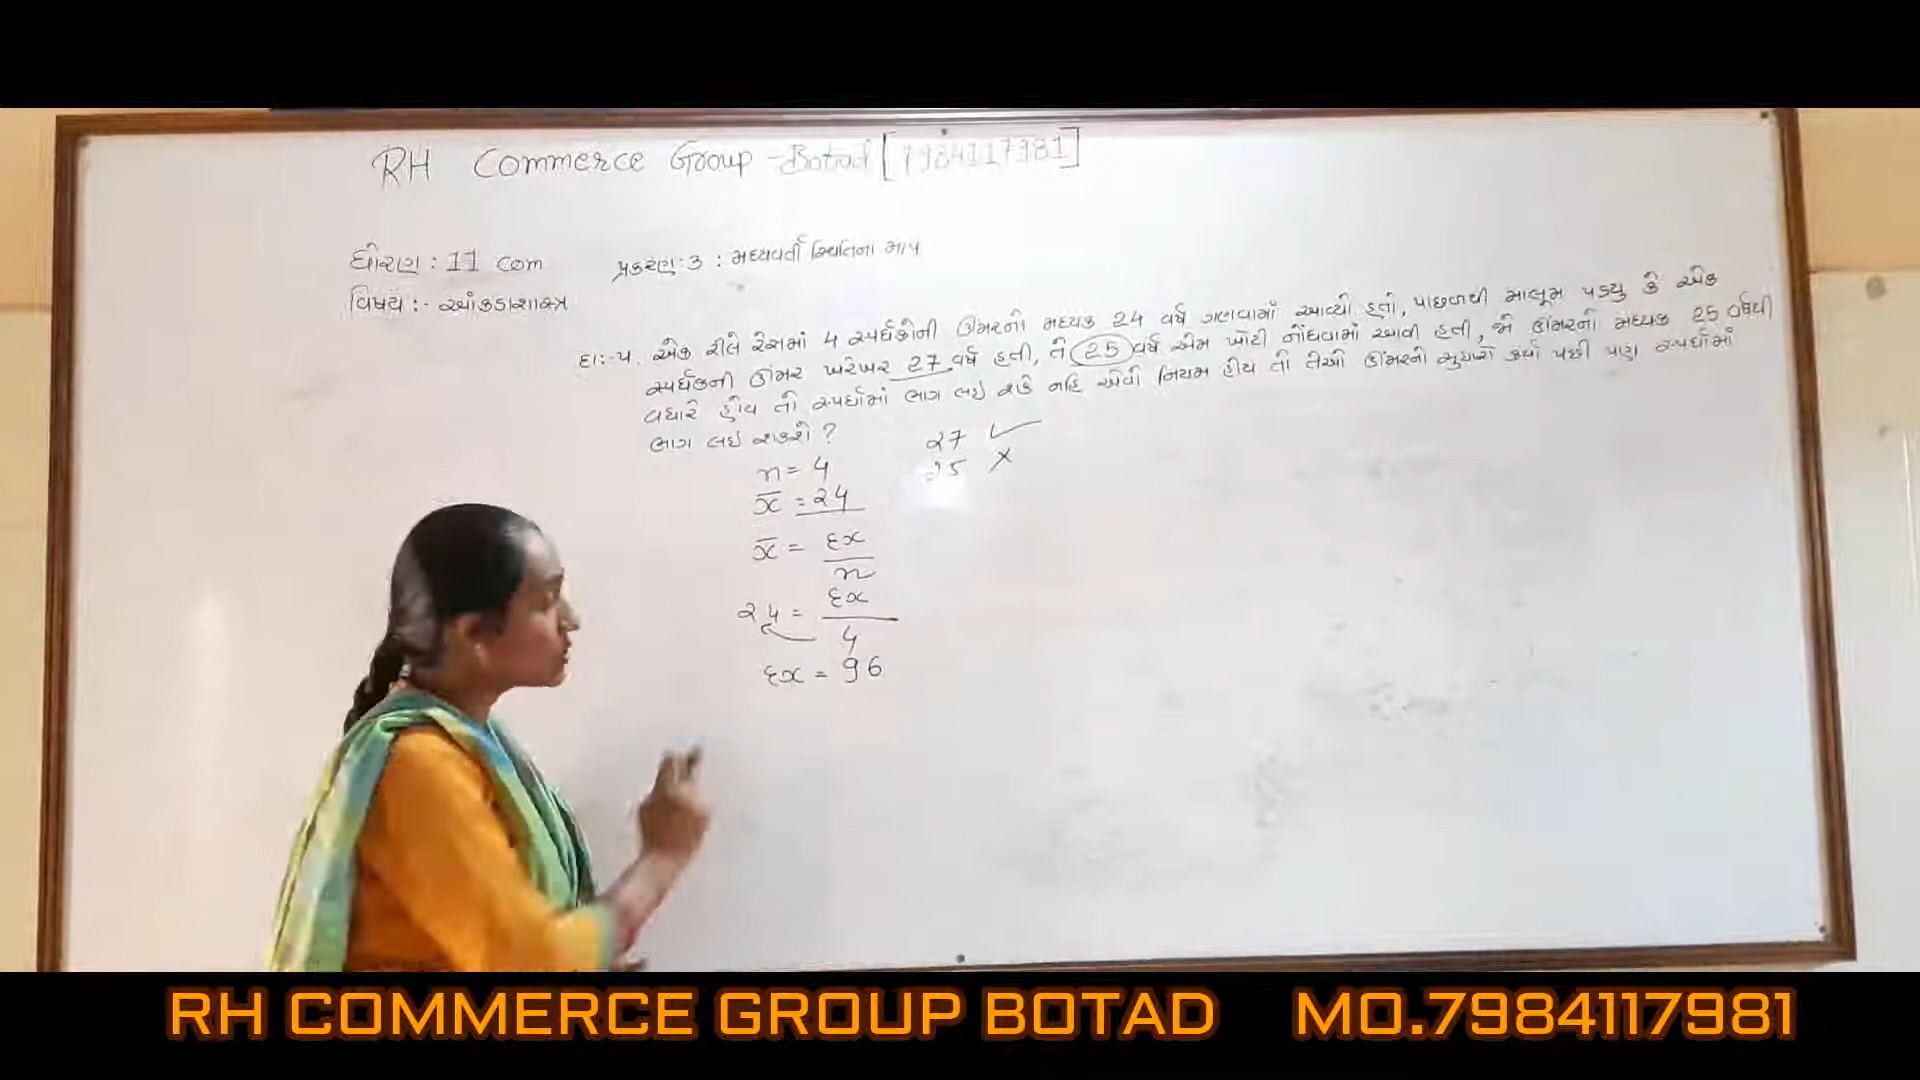 RH Commerce Group - Botad [7984117981]
ધોરણ : 11 com પ્રકરણ : 3 : મધ્યવર્તી સ્થિતિના માપ
વિષય :- આંકડાશાસ્ત્ર
દા:-૫. એક રીલે રેસમાં 4 સ્પર્ધકોની ઊંમરનો મધ્યક 24 વર્ષ ગણવામાં આવ્યો હતો, પાછળથી માલૂમ પડ્યુ કે એક
સ્પર્ધકની ઊંમર ખરેખર 27 વર્ષ હતી, તે 25 વર્ષ એમ ખોટી નોંધવામાં આવી હતી, જો ઊંમરનો મધ્યક 25 વર્ષથી
વધારે હોય તો સ્પર્ધામાં ભાગ લઇ શકે નહિ એવો નિયમ હોય તો તેઓ ઊંમરનો સુધારો કર્યા પછી પણ સ્પર્ધામાં
ભાગ લઇ શકશે ?
27 ✓
n = 4
25 ×
x̄ = 24
x̄ = Σx
n
24 = Σx
4
Σx = 96
RH COMMERCE GROUP BOTAD MO.7984117981